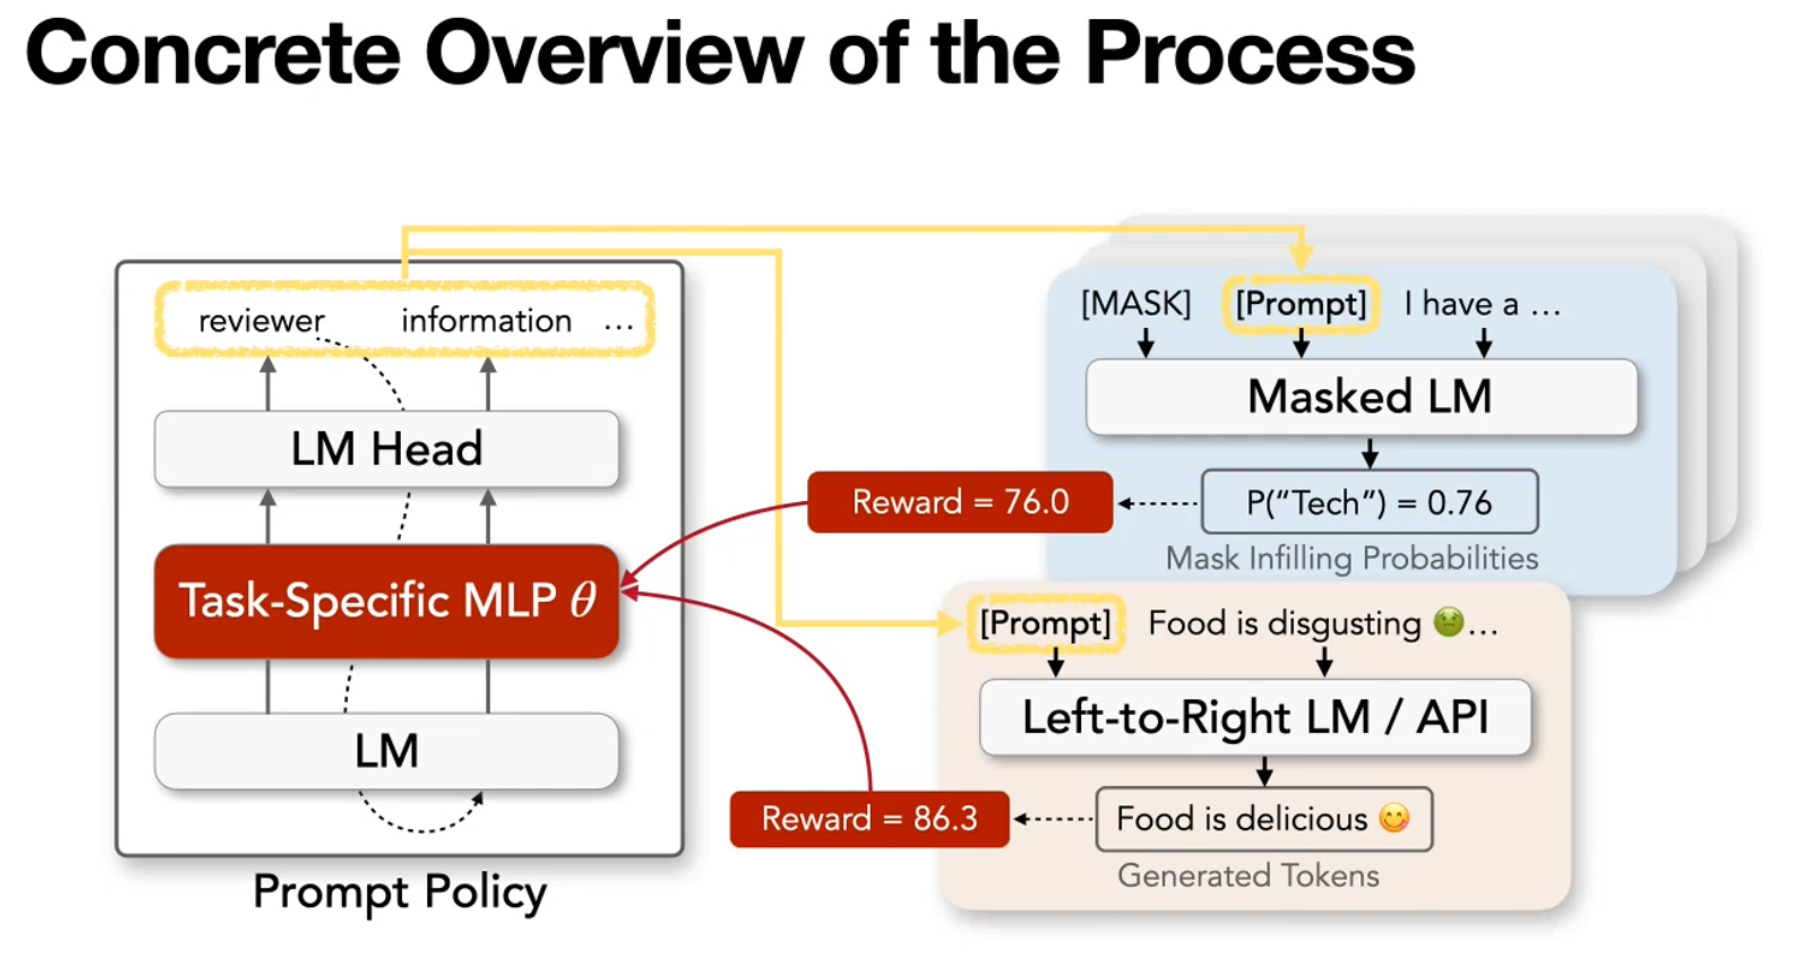 Concrete Overview of the Process
reviewer information ...
LM Head
Task-Specific MLP θ
LM
Prompt Policy
[MASK] [Prompt] I have a ...
Masked LM
P(“Tech”) = 0.76
Mask Infilling Probabilities
Reward = 76.0
[Prompt] Food is disgusting 🤢...
Left-to-Right LM / API
Food is delicious 😋
Generated Tokens
Reward = 86.3